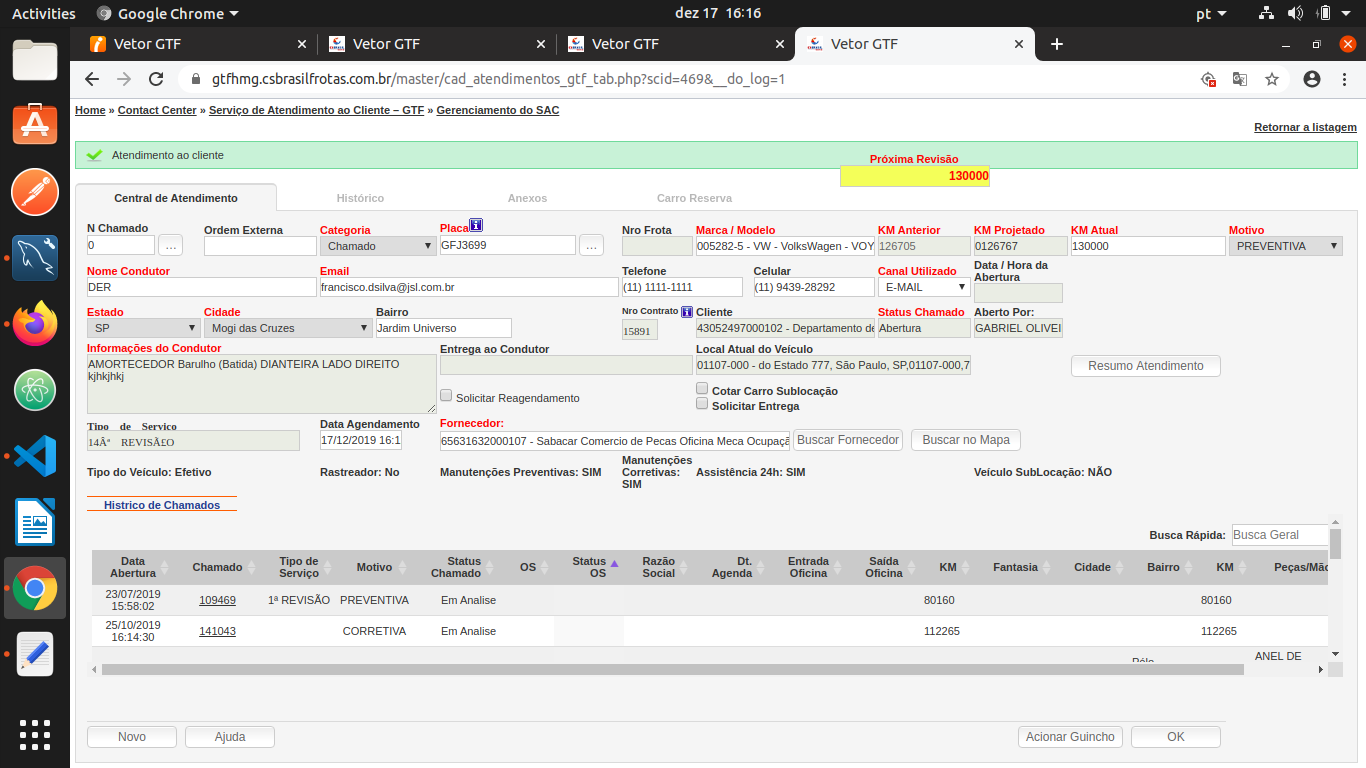 Activities Google Chrome dez 17 16:16 pt
Vetor GTF Vetor GTF Vetor GTF Vetor GTF
gtfhmg.csbrasilfrotas.com.br/master/cad_atendimentos_gtf_tab.php?scid=469&__do_log=1
Home » Contact Center » Serviço de Atendimento ao Cliente – GTF » Gerenciamento do SAC
Retornar a listagem
Atendimento ao cliente
Próxima Revisão
130000
Central de Atendimento Histórico Anexos Carro Reserva
N Chamado Ordem Externa Categoria Placa Nro Frota Marca / Modelo KM Anterior KM Projetado KM Atual Motivo
0 ... Chamado GFJ3699 ... 005282-5 - VW - VolksWagen - VOY 126705 0126767 130000 PREVENTIVA
Nome Condutor Email Telefone Celular Canal Utilizado Data / Hora da Abertura
DER francisco.dsilva@jsl.com.br (11) 1111-1111 (11) 9439-28292 E-MAIL
Estado Cidade Bairro Nro Contrato Cliente Status Chamado Aberto Por:
SP Mogi das Cruzes Jardim Universo 15891 43052497000102 - Departamento de Abertura GABRIEL OLIVEI
Informações do Condutor Entrega ao Condutor Local Atual do Veículo
AMORTECEDOR Barulho (Batida) DIANTEIRA LADO DIREITO 01107-000 - do Estado 777, São Paulo, SP,01107-000,7 Resumo Atendimento
kjhkjhkj
Solicitar Reagendamento Cotar Carro Sublocação
Solicitar Entrega
Tipo de Serviço Data Agendamento Fornecedor:
14Âª REVISÃ£O 17/12/2019 16:1 65631632000107 - Sabacar Comercio de Pecas Oficina Meca Ocupaçã Buscar Fornecedor Buscar no Mapa
Tipo do Veículo: Efetivo Rastreador: No Manutenções Preventivas: SIM Manutenções Corretivas: SIM Assistência 24h: SIM Veículo SubLocação: NÃO
Histrico de Chamados
Busca Rápida: Busca Geral
Data Abertura Chamado Tipo de Serviço Motivo Status Chamado OS Status OS Razão Social Dt. Agenda Entrada Oficina Saída Oficina KM Fantasia Cidade Bairro KM Peças/Mão
23/07/2019 15:58:02 109469 1ª REVISÃO PREVENTIVA Em Analise 80160 80160
25/10/2019 16:14:30 141043 CORRETIVA Em Analise 112265 112265
ANEL DE
Novo Ajuda Acionar Guincho OK